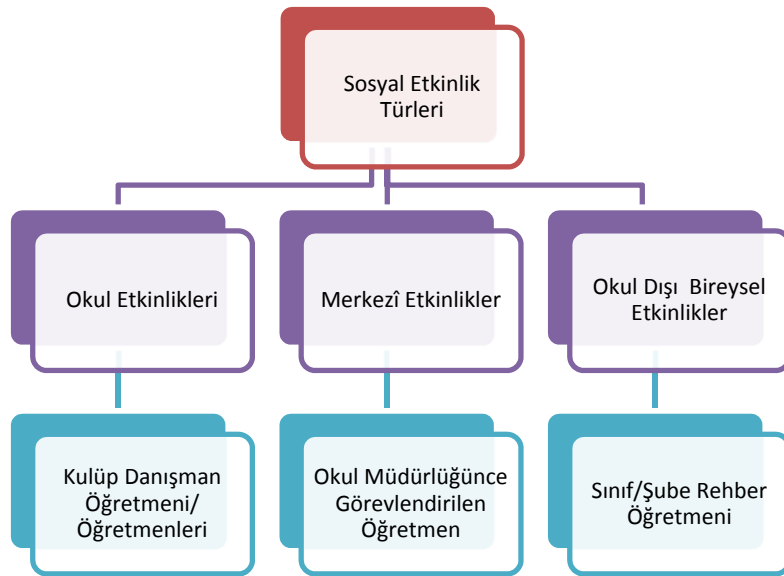 Sosyal Etkinlik
Türleri
Okul Etkinlikleri
Merkezî Etkinlikler
Okul Dışı Bireysel
Etkinlikler
Kulüp Danışman
Öğretmeni/
Öğretmenleri
Okul Müdürlüğünce
Görevlendirilen
Öğretmen
Sınıf/Şube Rehber
Öğretmeni